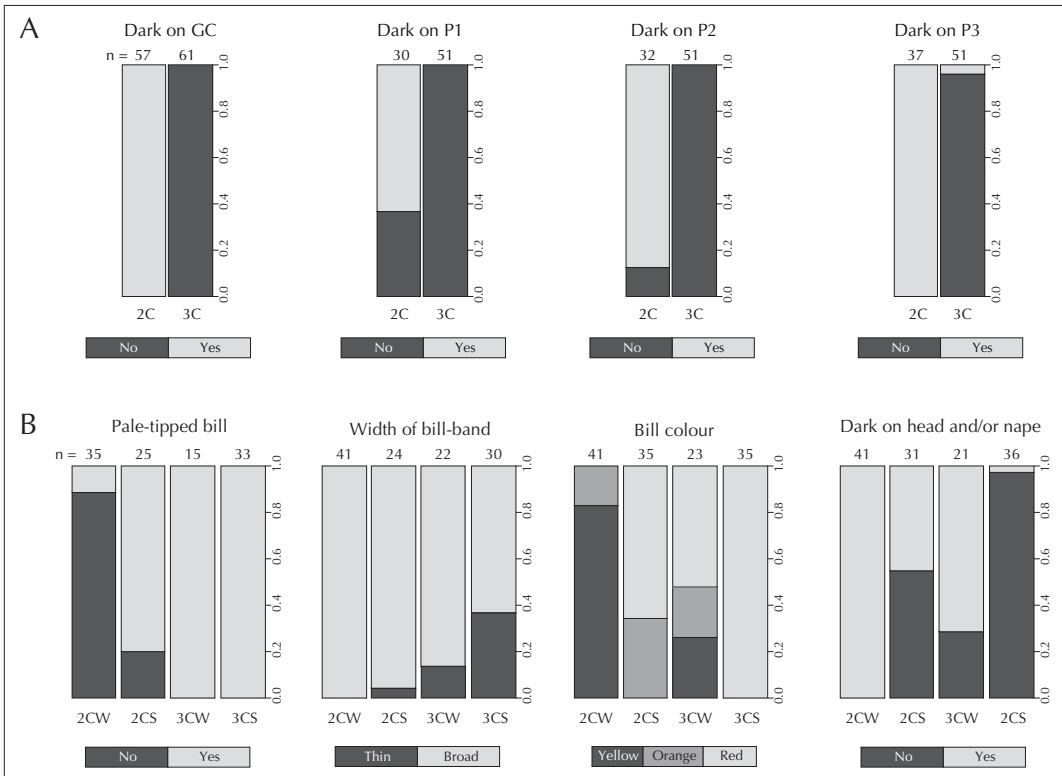 A
Dark on GC
Dark on P1
Dark on P2
Dark on P3
n = 57 61
30 51
32 51
37 51
0.0 0.2 0.4 0.6 0.8 1.0
0.0 0.2 0.4 0.6 0.8 1.0
0.0 0.2 0.4 0.6 0.8 1.0
0.0 0.2 0.4 0.6 0.8 1.0
2C 3C
2C 3C
2C 3C
2C 3C
No Yes
No Yes
No Yes
No Yes
B
Pale-tipped bill
Width of bill-band
Bill colour
Dark on head and/or nape
n = 35 25 15 33
41 24 22 30
41 35 23 35
41 31 21 36
0.0 0.2 0.4 0.6 0.8 1.0
0.0 0.2 0.4 0.6 0.8 1.0
0.0 0.2 0.4 0.6 0.8 1.0
0.0 0.2 0.4 0.6 0.8 1.0
2CW 2CS 3CW 3CS
2CW 2CS 3CW 3CS
2CW 2CS 3CW 3CS
2CW 2CS 3CW 2CS
No Yes
Thin Broad
Yellow Orange Red
No Yes